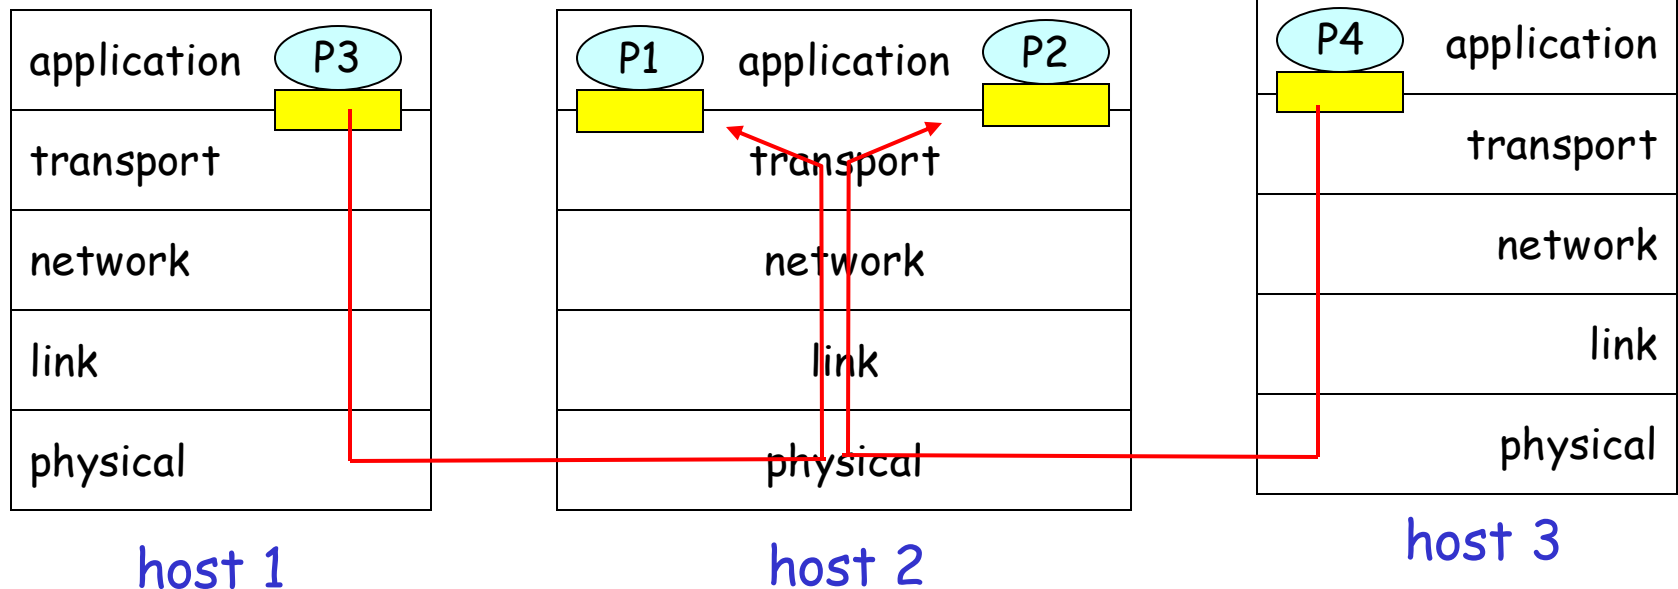 application P3
transport
network
link
physical
host 1
P1 application P2
transport
network
link
physical
host 2
P4 application
transport
network
link
physical
host 3